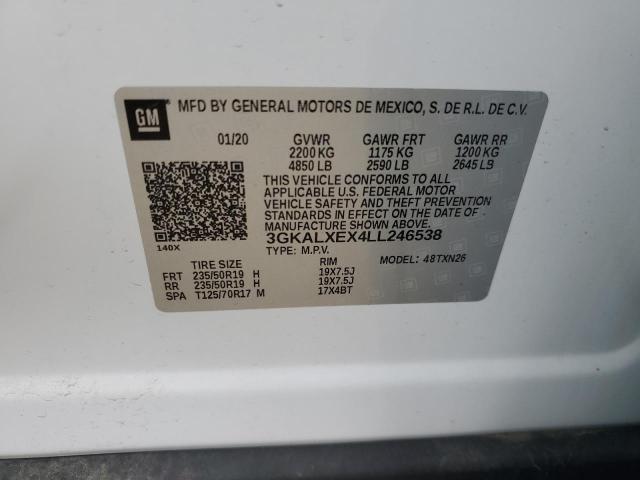 GM
MFD BY GENERAL MOTORS DE MEXICO, S. DE R.L. DE C.V.
01/20 GVWR GAWR FRT GAWR RR
2200 KG 1175 KG 1200 KG
4850 LB 2590 LB 2645 LB
THIS VEHICLE CONFORMS TO ALL
APPLICABLE U.S. FEDERAL MOTOR
VEHICLE SAFETY AND THEFT PREVENTION
STANDARDS IN EFFECT ON THE DATE OF
MANUFACTURE SHOWN ABOVE.
3GKALXEX4LL246538
140X
TYPE: M.P.V. MODEL: 48TXN26
TIRE SIZE RIM
FRT 235/50R19 H 19X7.5J
RR 235/50R19 H 19X7.5J
SPA T125/70R17 M 17X4BT